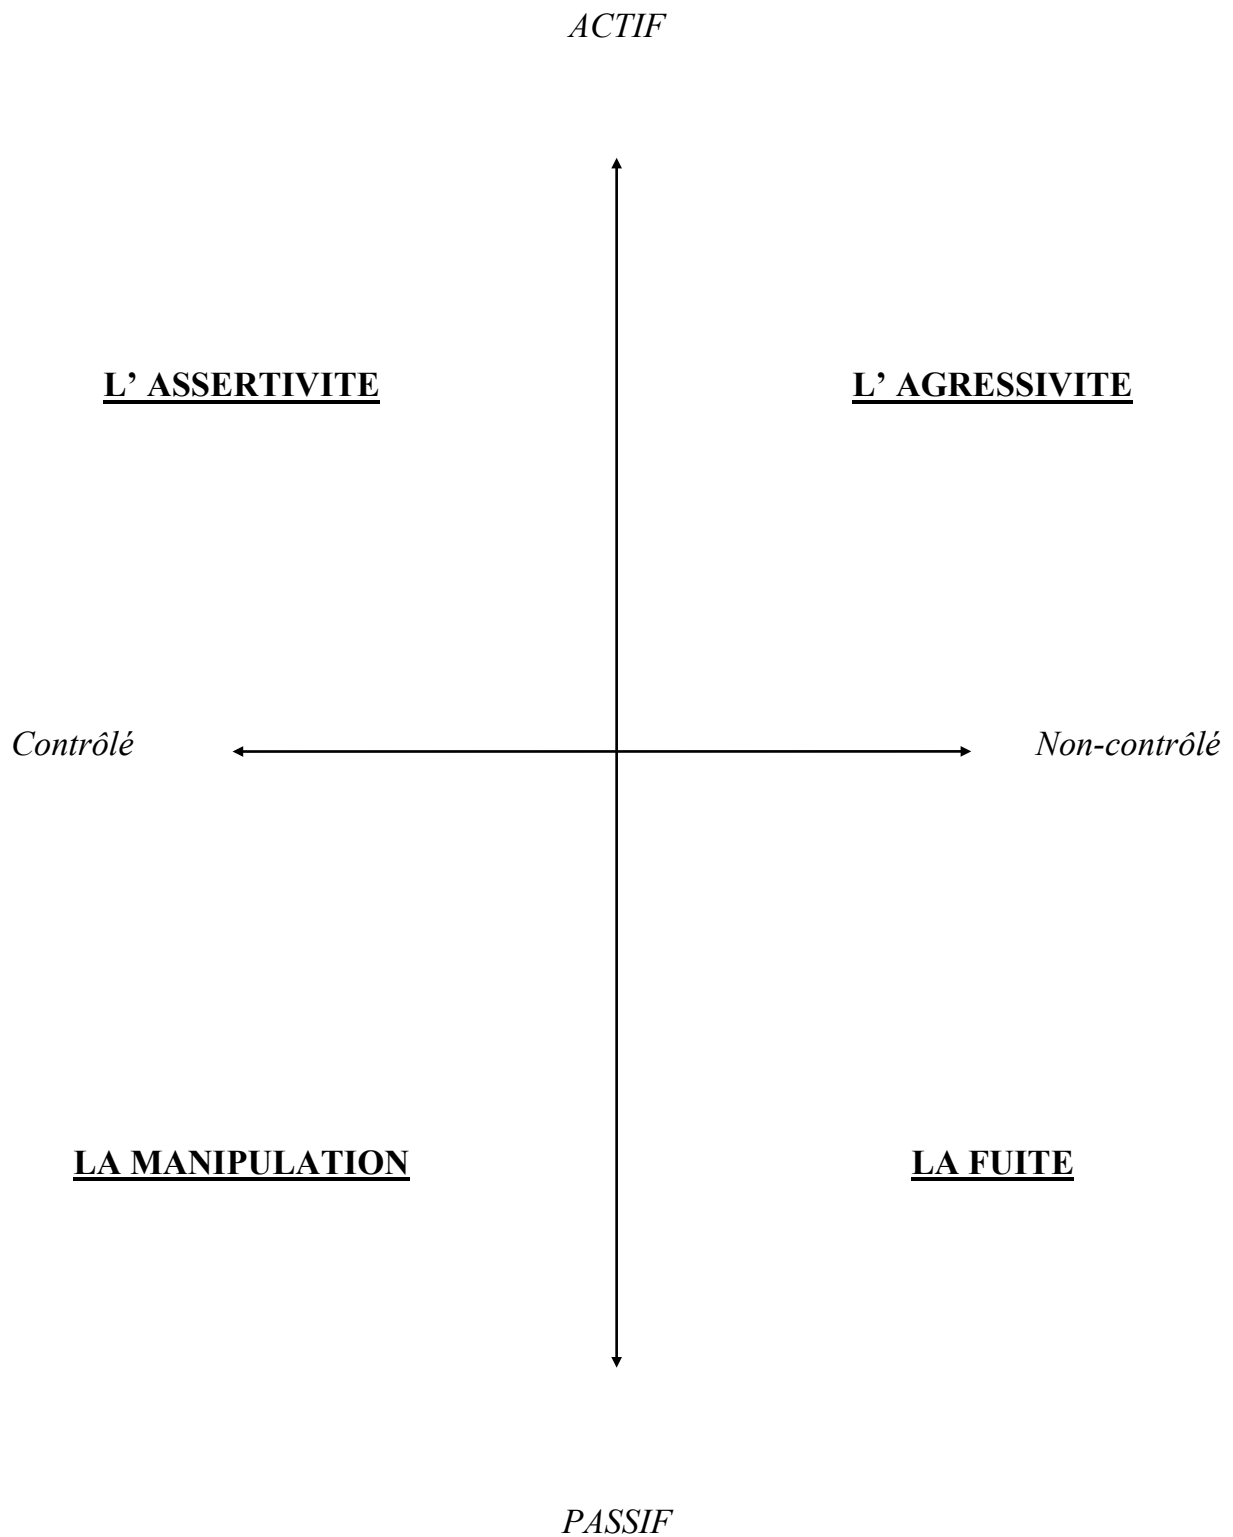 ACTIF
L’ ASSERTIVITE
L’ AGRESSIVITE
Contrôlé
Non-contrôlé
LA MANIPULATION
LA FUITE
PASSIF